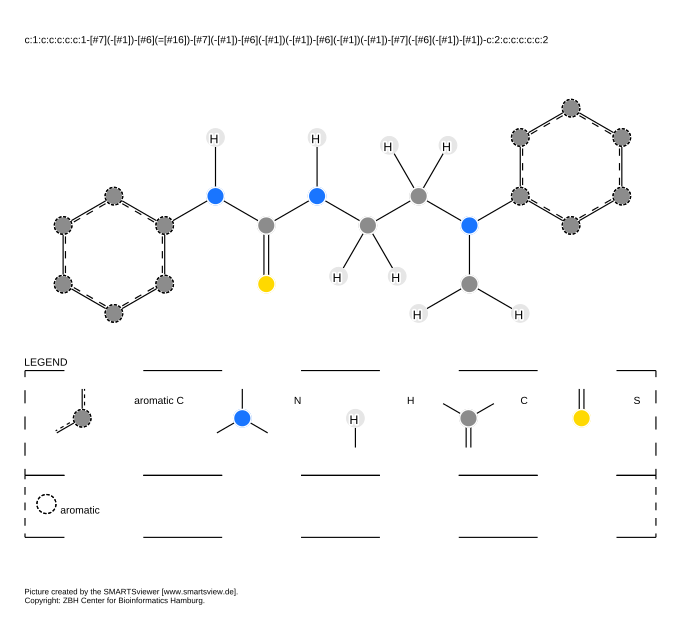 c:1:c:c:c:c:c:1-[#7](-[#1])-[#6](=[#16])-[#7](-[#1])-[#6](-[#1])(-[#1])-[#6](-[#1])(-[#1])-[#7](-[#6](-[#1])-[#1])-c:2:c:c:c:c:c:2
H H H H
H H
H H
LEGEND
aromatic C N H C S
H
aromatic
Picture created by the SMARTSviewer [www.smartsview.de].
Copyright: ZBH Center for Bioinformatics Hamburg.